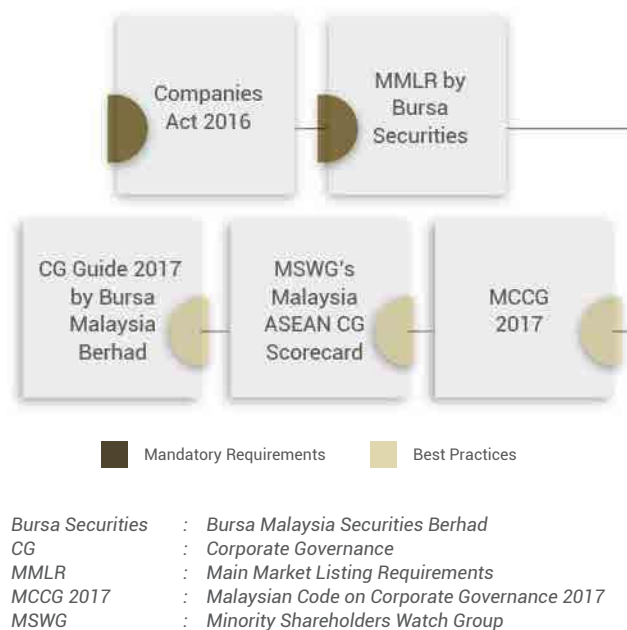 Companies
Act 2016
MMLR by
Bursa
Securities
CG Guide 2017
by Bursa
Malaysia
Berhad
MSWG's
Malaysia
ASEAN CG
Scorecard
MCCG
2017
Mandatory Requirements
Best Practices
Bursa Securities : Bursa Malaysia Securities Berhad
CG : Corporate Governance
MMLR : Main Market Listing Requirements
MCCG 2017 : Malaysian Code on Corporate Governance 2017
MSWG : Minority Shareholders Watch Group